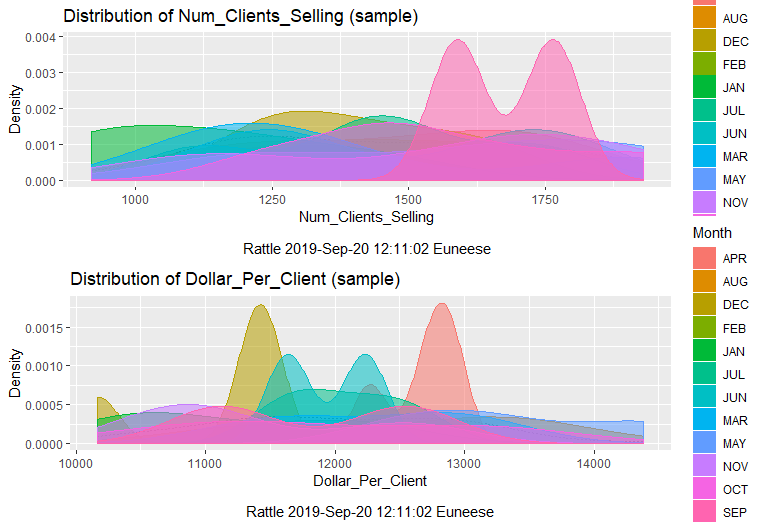 Distribution of Num_Clients_Selling (sample)
0.004
0.003
0.002
0.001
0.000
Density
1000 1250 1500 1750
Num_Clients_Selling
Rattle 2019-Sep-20 12:11:02 Euneese
AUG
DEC
FEB
JAN
JUL
JUN
MAR
MAY
NOV
Distribution of Dollar_Per_Client (sample)
0.0015
0.0010
0.0005
0.0000
Density
10000 11000 12000 13000 14000
Dollar_Per_Client
Rattle 2019-Sep-20 12:11:02 Euneese
Month
APR
AUG
DEC
FEB
JAN
JUL
JUN
MAR
MAY
NOV
OCT
SEP